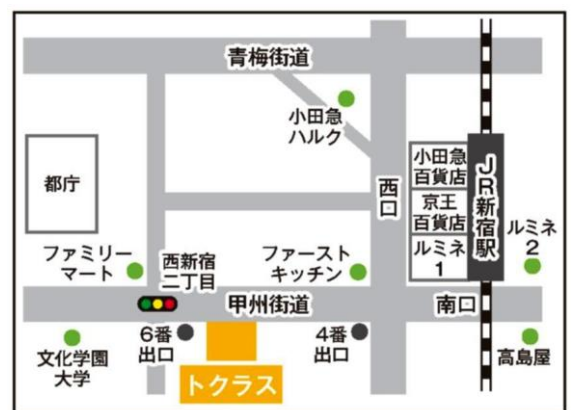 青梅街道
小田急
ハルク
小田急
百貨店
京王
百貨店
ルミネ
1
JR新宿駅
西口
都庁
ルミネ
2
ファミリー
マート
西新宿
二丁目
ファースト
キッチン
甲州街道
南口
6番
出口
4番
出口
文化学園
大学
高島屋
トクラス